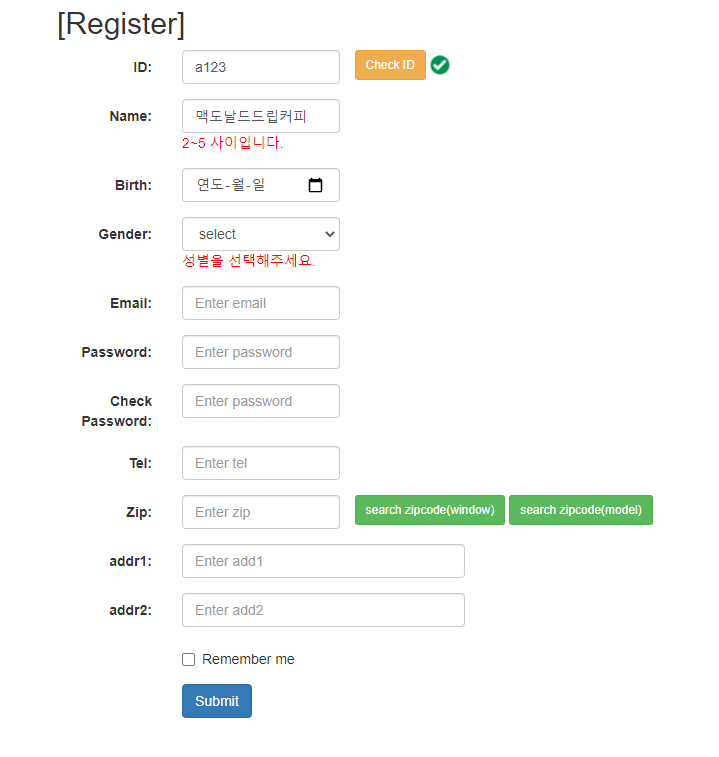 [Register]
ID: a123 Check ID
Name: 맥도날드드립커피
2~5 사이입니다.
Birth: 연도-월-일
Gender: select
성별을 선택해주세요.
Email: Enter email
Password: Enter password
Check Password: Enter password
Tel: Enter tel
Zip: Enter zip search zipcode(window) search zipcode(model)
addr1: Enter add1
addr2: Enter add2
Remember me
Submit